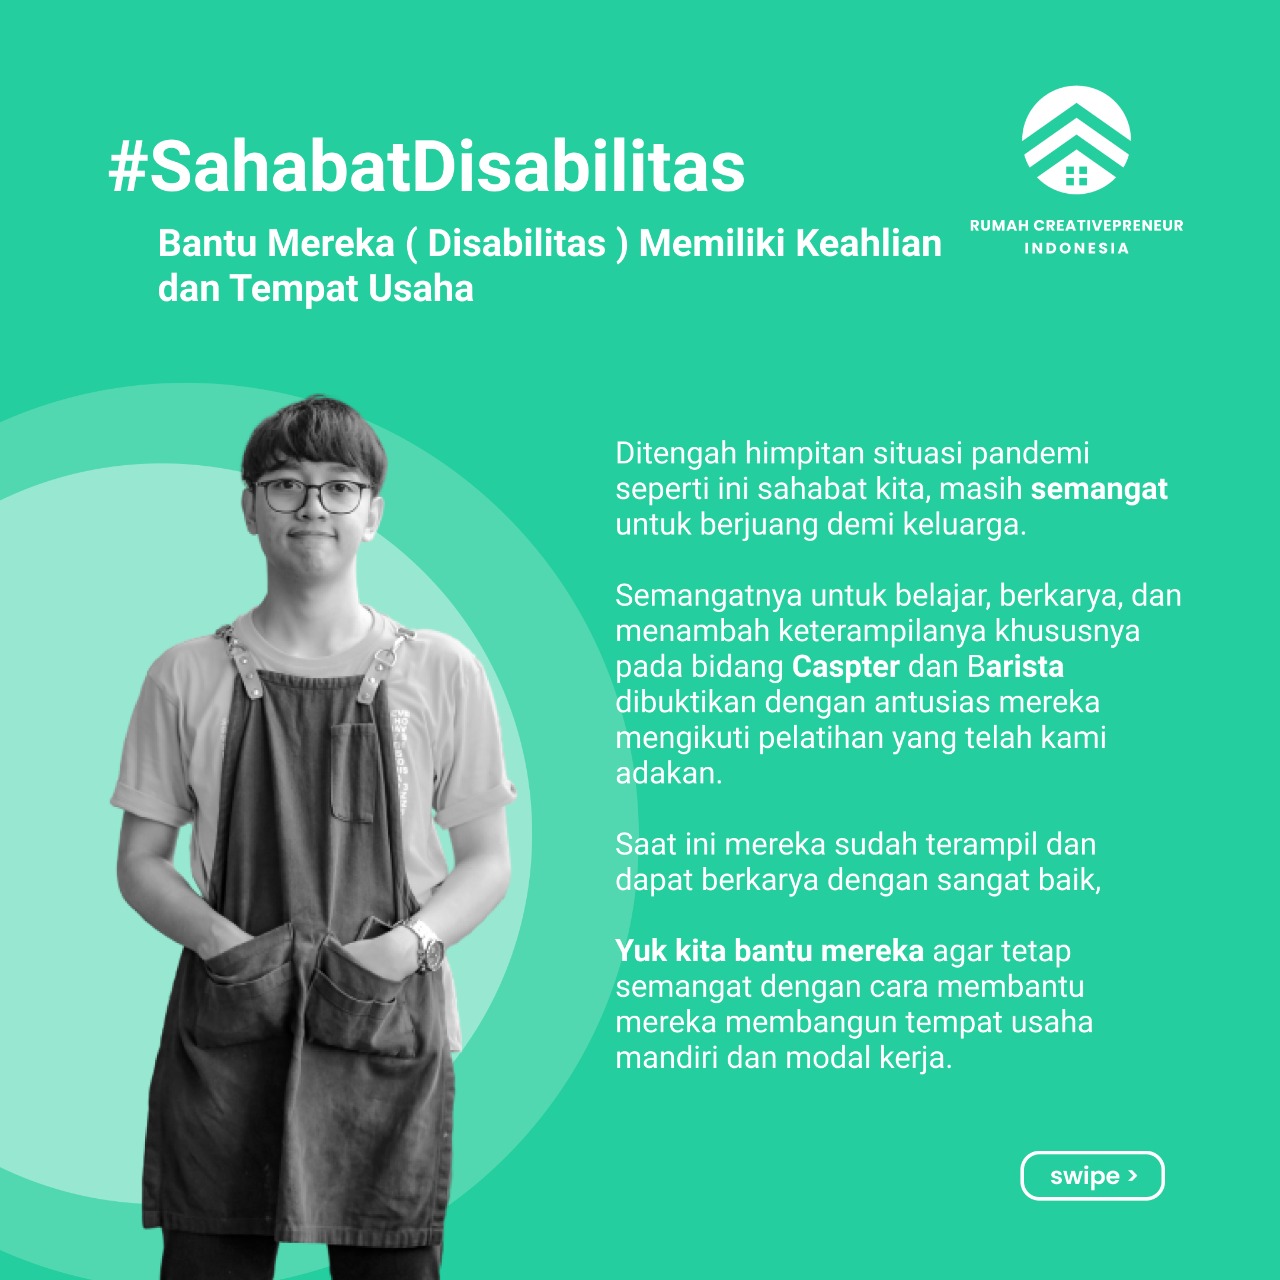 #SahabatDisabilitas
Bantu Mereka ( Disabilitas ) Memiliki Keahlian
dan Tempat Usaha
RUMAH CREATIVEPRENEUR
INDONESIA
Ditengah himpitan situasi pandemi
seperti ini sahabat kita, masih semangat
untuk berjuang demi keluarga.
Semangatnya untuk belajar, berkarya, dan
menambah keterampilanya khususnya
pada bidang Caspter dan Barista
dibuktikan dengan antusias mereka
mengikuti pelatihan yang telah kami
adakan.
Saat ini mereka sudah terampil dan
dapat berkarya dengan sangat baik,
Yuk kita bantu mereka agar tetap
semangat dengan cara membantu
mereka membangun tempat usaha
mandiri dan modal kerja.
swipe >